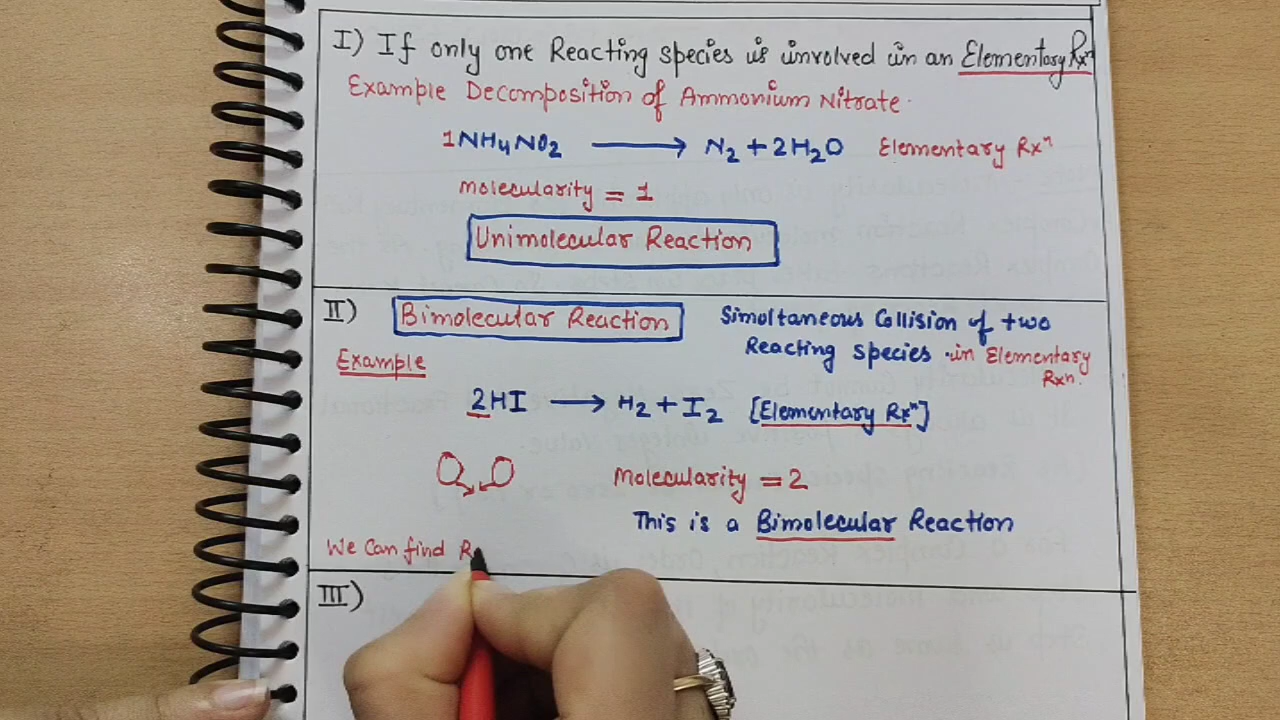 I) If only one Reacting species is involved in an Elementary Rxⁿ
Example Decomposition of Ammonium Nitrate.
1NH4NO2 ⟶ N2 + 2H2O Elementary Rxⁿ
molecularity = 1
Unimolecular Reaction
II) Bimolecular Reaction Simoltaneous Collision of two
Reacting species in Elementary
Rxn.
Example
2HI ⟶ H2 + I2 [Elementary Rxⁿ]
Molecularity = 2
This is a Bimolecular Reaction
We Can find R
III)